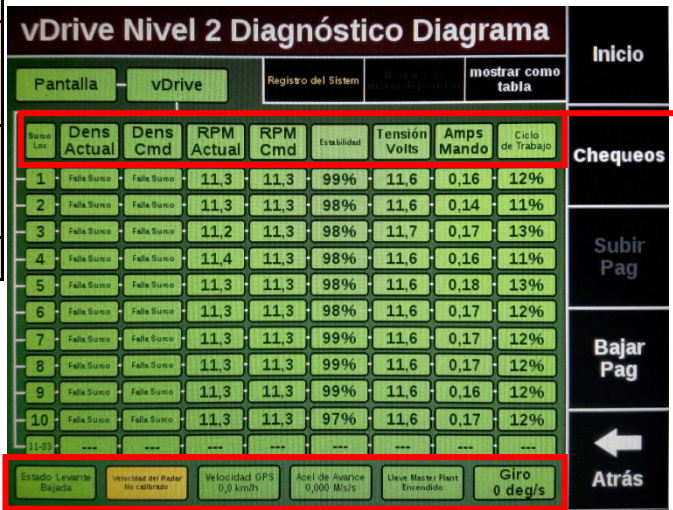 vDrive Nivel 2 Diagnóstico Diagrama
Inicio
Pantalla
vDrive
Registro del Sistem
mostrar como
tabla
Surco
Loc
Dens
Actual
Dens
Cmd
RPM
Actual
RPM
Cmd
Estabilidad
Tensión
Volts
Amps
Mando
Ciclo
de Trabajo
Chequeos
1 Falla Surco Falla Surco 11,3 11,3 99% 11,6 0,16 12%
2 Falla Surco Falla Surco 11,3 11,3 98% 11,6 0,14 11%
3 Falla Surco Falla Surco 11,2 11,3 98% 11,7 0,17 13%
4 Falla Surco Falla Surco 11,4 11,3 98% 11,6 0,16 11%
5 Falla Surco Falla Surco 11,3 11,3 98% 11,6 0,18 13%
6 Falla Surco Falla Surco 11,3 11,3 98% 11,6 0,17 12%
7 Falla Surco Falla Surco 11,3 11,3 99% 11,6 0,17 12%
8 Falla Surco Falla Surco 11,3 11,3 99% 11,6 0,17 12%
9 Falla Surco Falla Surco 11,3 11,3 99% 11,6 0,16 12%
10 Falla Surco Falla Surco 11,3 11,3 97% 11,6 0,17 12%
11-33 --- --- --- --- --- --- --- ---
Subir
Pag
Bajar
Pag
Atrás
Estado Levante
Bajada
Velocidad del Radar
No calibrado
Velocidad GPS
0,0 km/h
Acel de Avance
0,000 M/s/s
Llave Master Plant
Encendido
Giro
0 deg/s